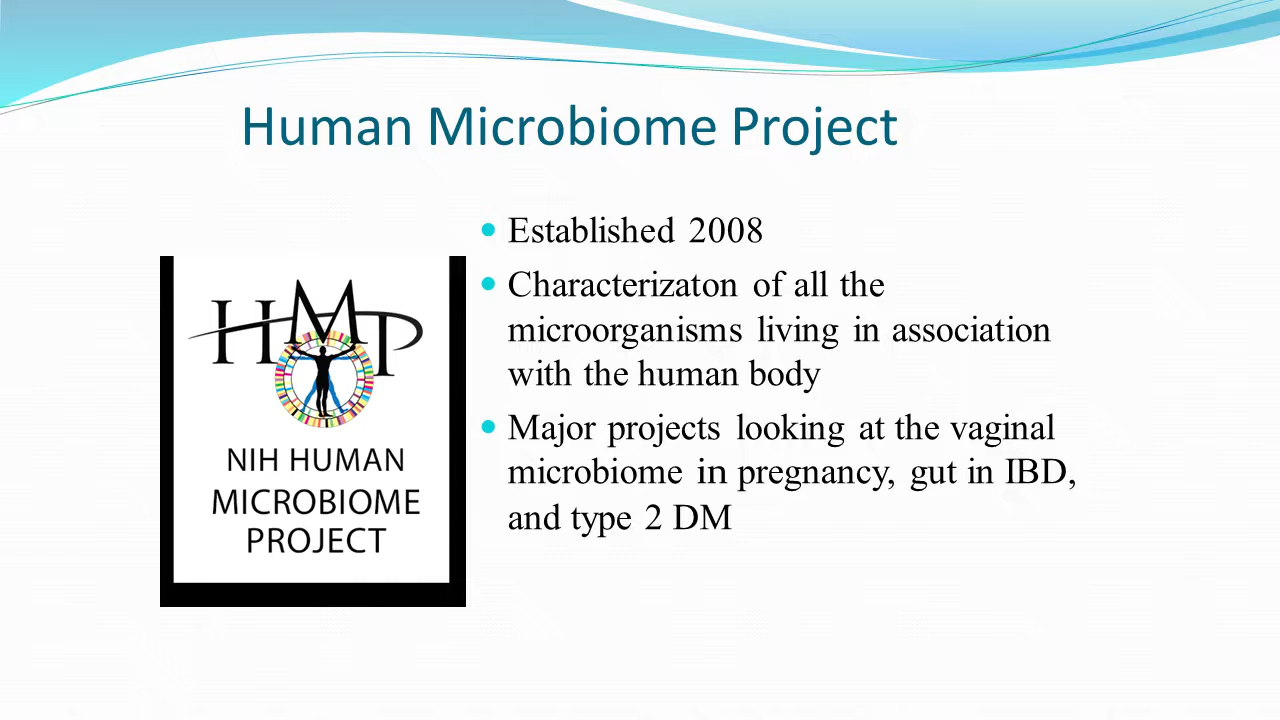 Human Microbiome Project
Established 2008
Characterizaton of all the
microorganisms living in association
with the human body
Major projects looking at the vaginal
microbiome in pregnancy, gut in IBD,
and type 2 DM
HMP
NIH HUMAN
MICROBIOME
PROJECT